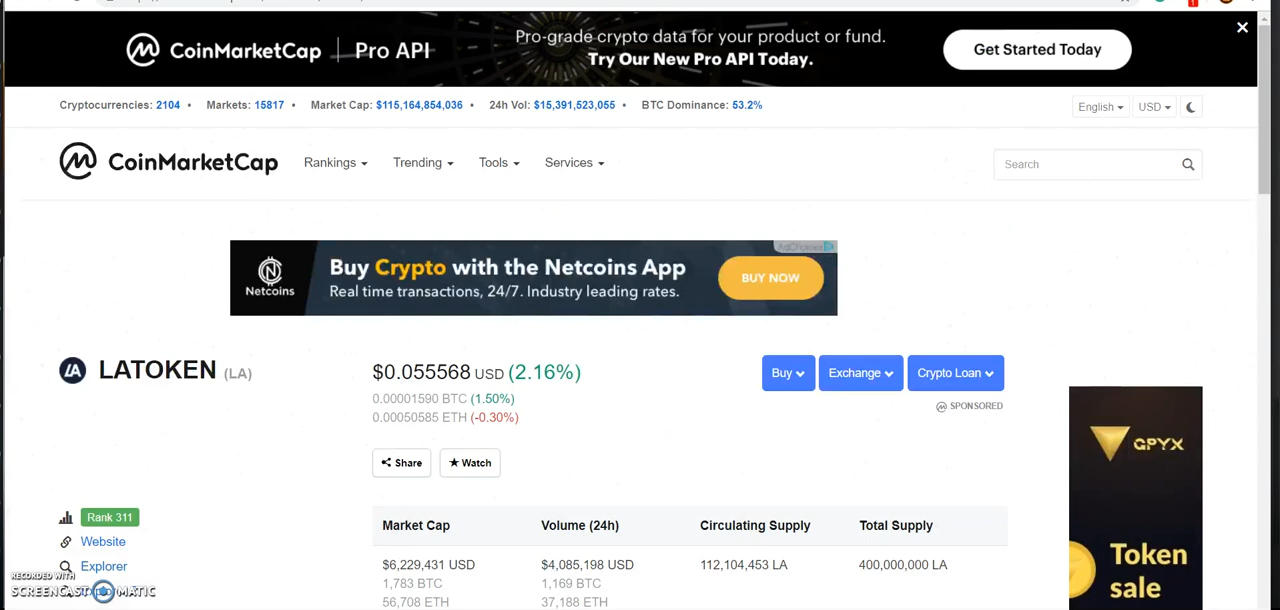 CoinMarketCap | Pro API
Pro-grade crypto data for your product or fund.
Try Our New Pro API Today.
Get Started Today
Cryptocurrencies: 2104 • Markets: 15817 • Market Cap: $115,164,854,036 • 24h Vol: $15,391,523,055 • BTC Dominance: 53.2%
English USD
CoinMarketCap Rankings Trending Tools Services
Search
Netcoins
Buy Crypto with the Netcoins App
Real time transactions, 24/7. Industry leading rates.
BUY NOW
AdChoices
LATOKEN (LA)
$0.055568 USD (2.16%)
0.00001590 BTC (1.50%)
0.00050585 ETH (-0.30%)
Buy Exchange Crypto Loan
SPONSORED
Share Watch
GPYX
Token
sale
Rank 311
Website
Explorer
Market Cap Volume (24h) Circulating Supply Total Supply
$6,229,431 USD $4,085,198 USD 112,104,453 LA 400,000,000 LA
1,783 BTC 1,169 BTC
56,708 ETH 37,188 ETH
RECORDED WITH
SCREENCAST-O-MATIC